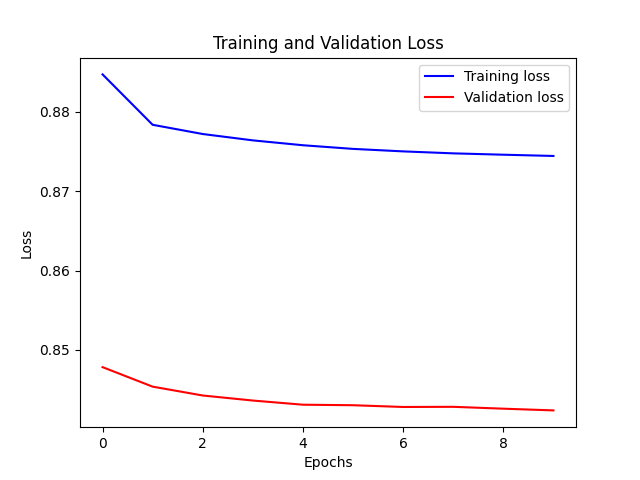 Training and Validation Loss
Training loss
Validation loss
0.88
0.87
0.86
0.85
Loss
0 2 4 6 8
Epochs